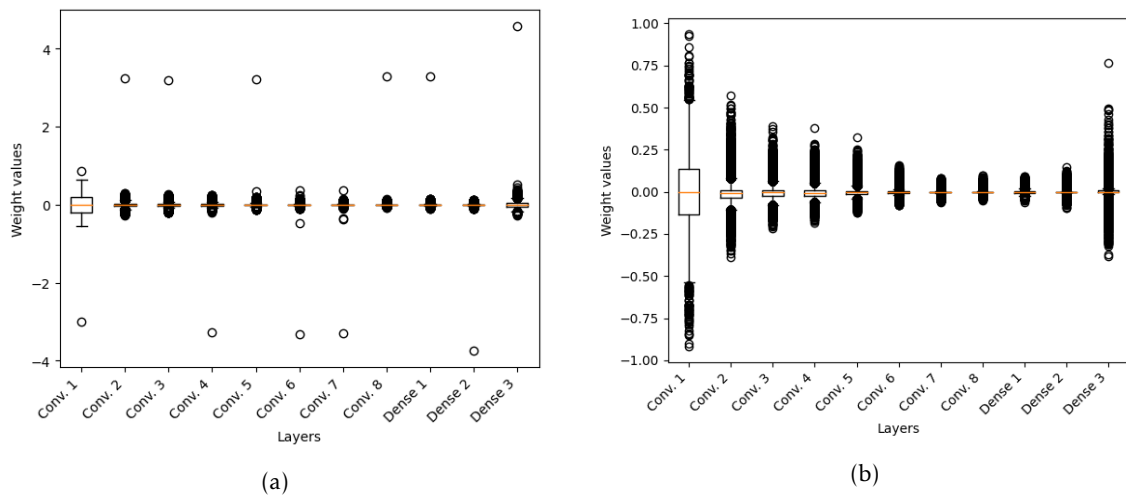 4
2
0
−2
−4
Weight values
Conv. 1
Conv. 2
Conv. 3
Conv. 4
Conv. 5
Conv. 6
Conv. 7
Conv. 8
Dense 1
Dense 2
Dense 3
Layers
(a)
1.00
0.75
0.50
0.25
0.00
−0.25
−0.50
−0.75
−1.00
Weight values
Conv. 1
Conv. 2
Conv. 3
Conv. 4
Conv. 5
Conv. 6
Conv. 7
Conv. 8
Dense 1
Dense 2
Dense 3
Layers
(b)